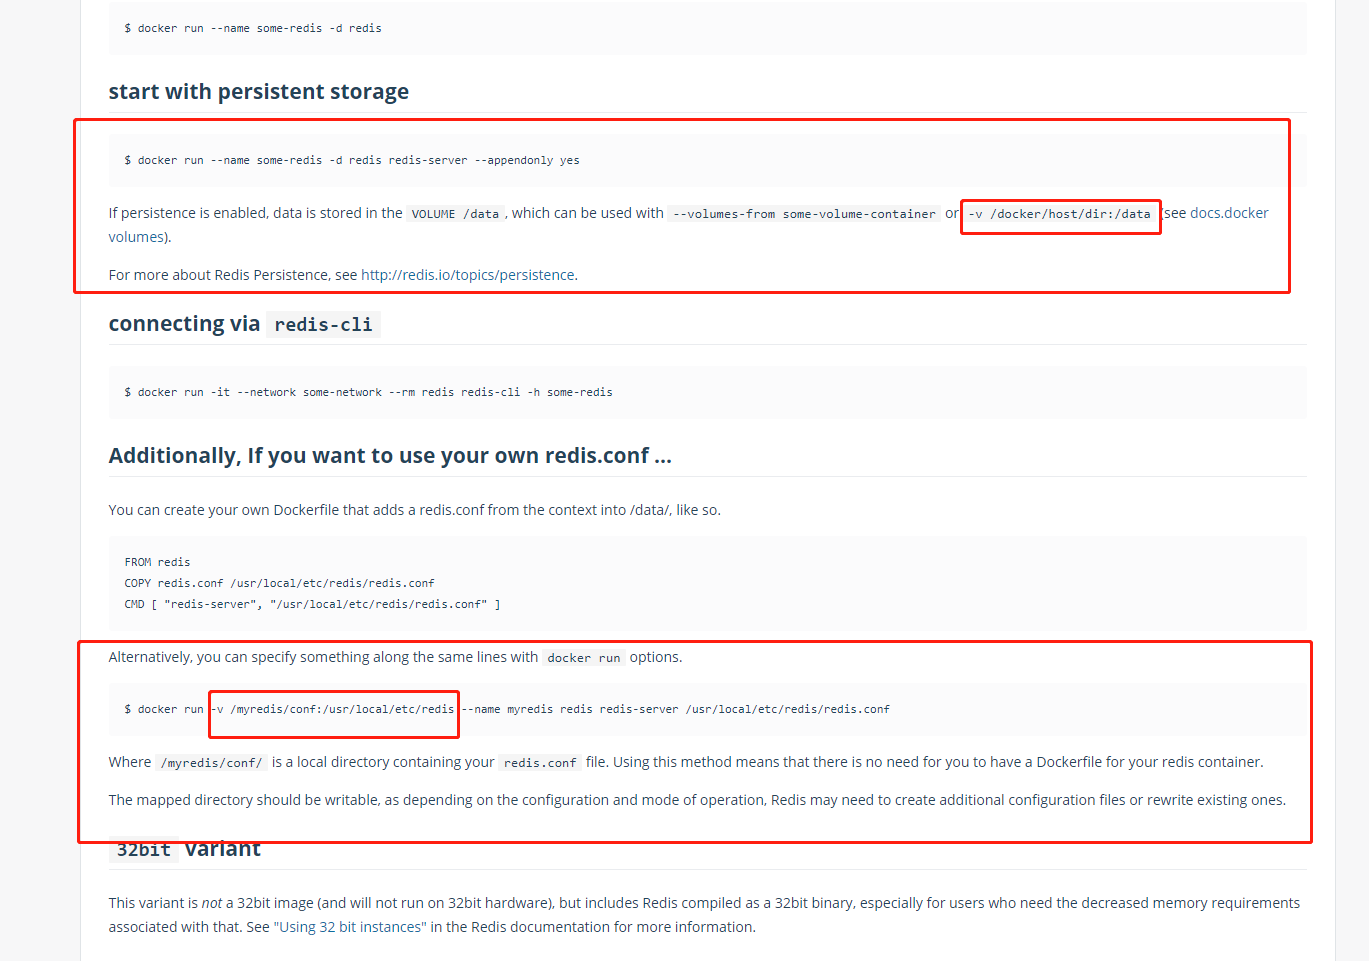 $ docker run --name some-redis -d redis
start with persistent storage
$ docker run --name some-redis -d redis redis-server --appendonly yes
If persistence is enabled, data is stored in the VOLUME /data , which can be used with --volumes-from some-volume-container or -v /docker/host/dir:/data (see docs.docker
volumes).
For more about Redis Persistence, see http://redis.io/topics/persistence.
connecting via redis-cli
$ docker run -it --network some-network --rm redis redis-cli -h some-redis
Additionally, If you want to use your own redis.conf ...
You can create your own Dockerfile that adds a redis.conf from the context into /data/, like so.
FROM redis
COPY redis.conf /usr/local/etc/redis/redis.conf
CMD [ "redis-server", "/usr/local/etc/redis/redis.conf" ]
Alternatively, you can specify something along the same lines with docker run options.
$ docker run -v /myredis/conf:/usr/local/etc/redis --name myredis redis redis-server /usr/local/etc/redis/redis.conf
Where /myredis/conf/ is a local directory containing your redis.conf file. Using this method means that there is no need for you to have a Dockerfile for your redis container.
The mapped directory should be writable, as depending on the configuration and mode of operation, Redis may need to create additional configuration files or rewrite existing ones.
32bit variant
This variant is not a 32bit image (and will not run on 32bit hardware), but includes Redis compiled as a 32bit binary, especially for users who need the decreased memory requirements
associated with that. See "Using 32 bit instances" in the Redis documentation for more information.